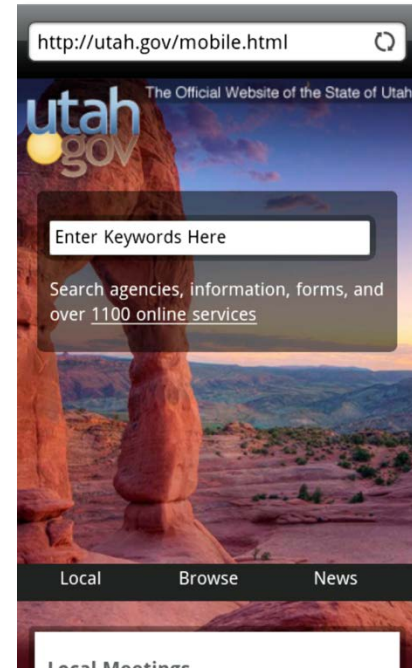 http://utah.gov/mobile.html
The Official Website of the State of Utah
utah
gov
Enter Keywords Here
Search agencies, information, forms, and
over 1100 online services
Local Browse News
Local Meetings